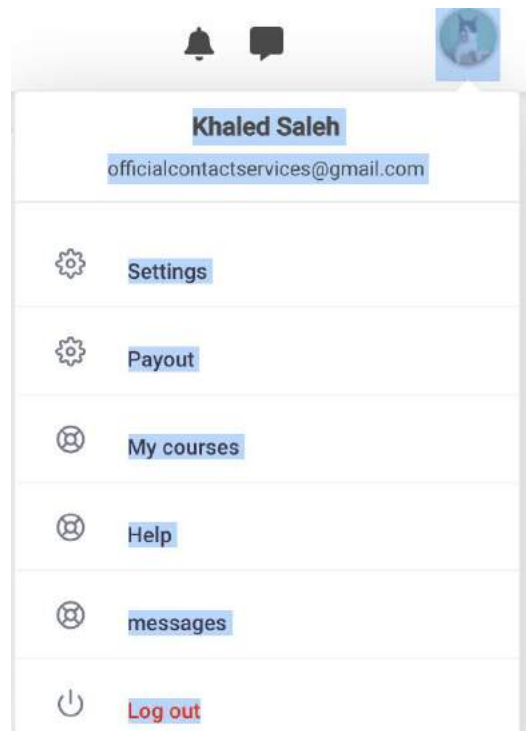 Khaled Saleh
officialcontactservices@gmail.com
Settings
Payout
My courses
Help
messages
Log out